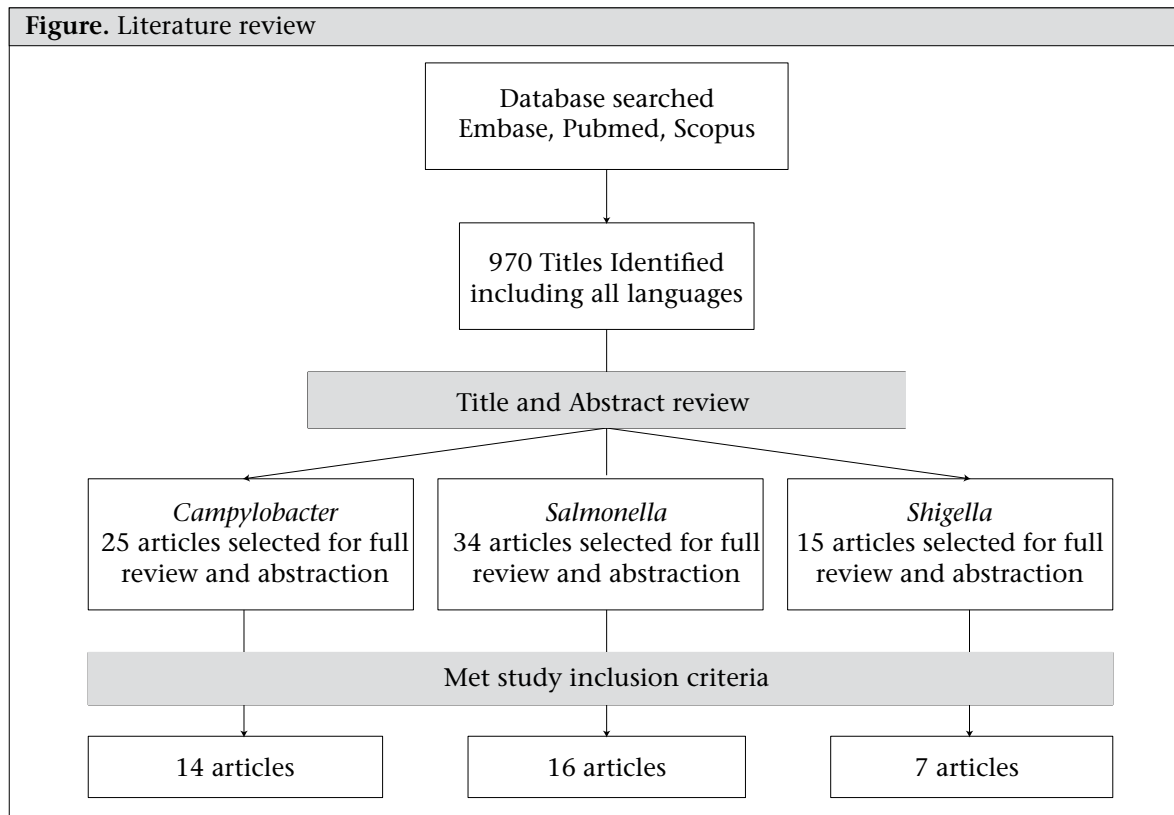 Figure. Literature review
Database searched
Embase, Pubmed, Scopus
970 Titles Identified
including all languages
Title and Abstract review
Campylobacter
25 articles selected for full
review and abstraction
Salmonella
34 articles selected for full
review and abstraction
Shigella
15 articles selected for full
review and abstraction
Met study inclusion criteria
14 articles
16 articles
7 articles